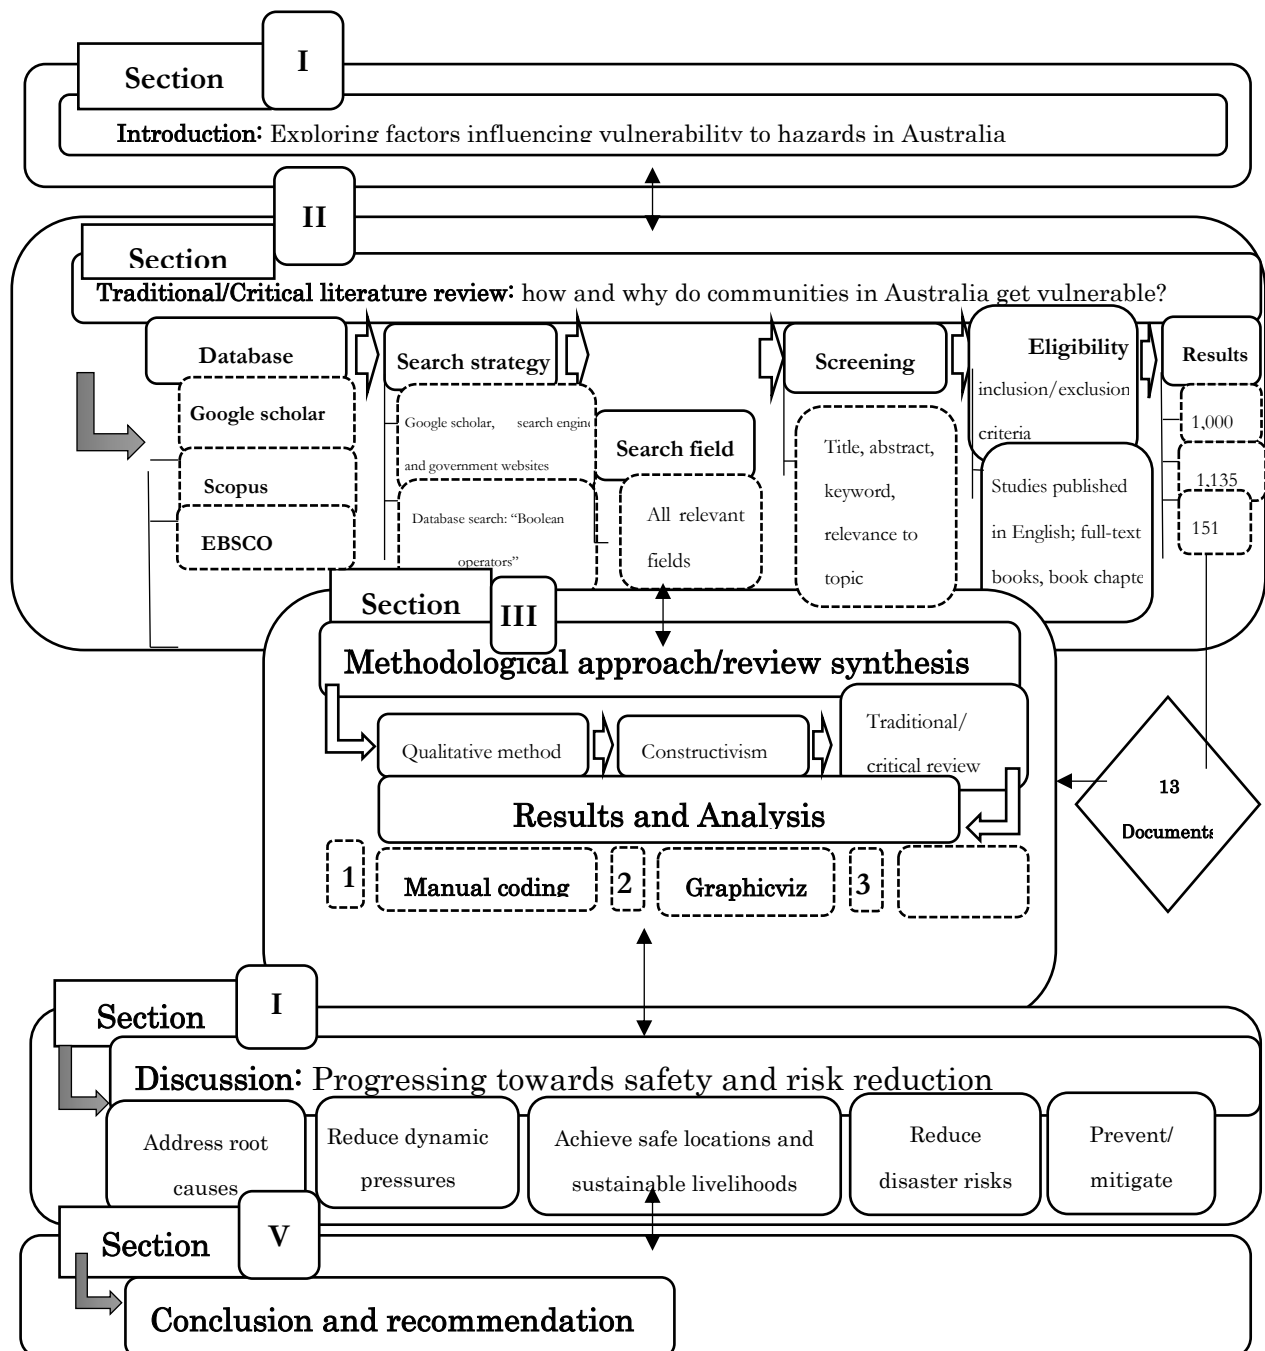 Section I
Introduction: Exploring factors influencing vulnerability to hazards in Australia
Section II
Traditional/Critical literature review: how and why do communities in Australia get vulnerable?
Database
Google scholar
Scopus
EBSCO
Search strategy
Google scholar, search engine
and government websites
Database search: “Boolean
operators”
Search field
All relevant
fields
Screening
Title, abstract,
keyword,
relevance to
topic
Eligibility
inclusion/exclusion
criteria
Studies published
in English; full-text
books, book chapte
Results
1,000
1,135
151
13
Documents
Section III
Methodological approach/review synthesis
Qualitative method
Constructivism
Traditional/
critical review
Results and Analysis
1 Manual coding 2 Graphicviz 3
Section I
Discussion: Progressing towards safety and risk reduction
Address root
causes
Reduce dynamic
pressures
Achieve safe locations and
sustainable livelihoods
Reduce
disaster risks
Prevent/
mitigate
Section V
Conclusion and recommendation